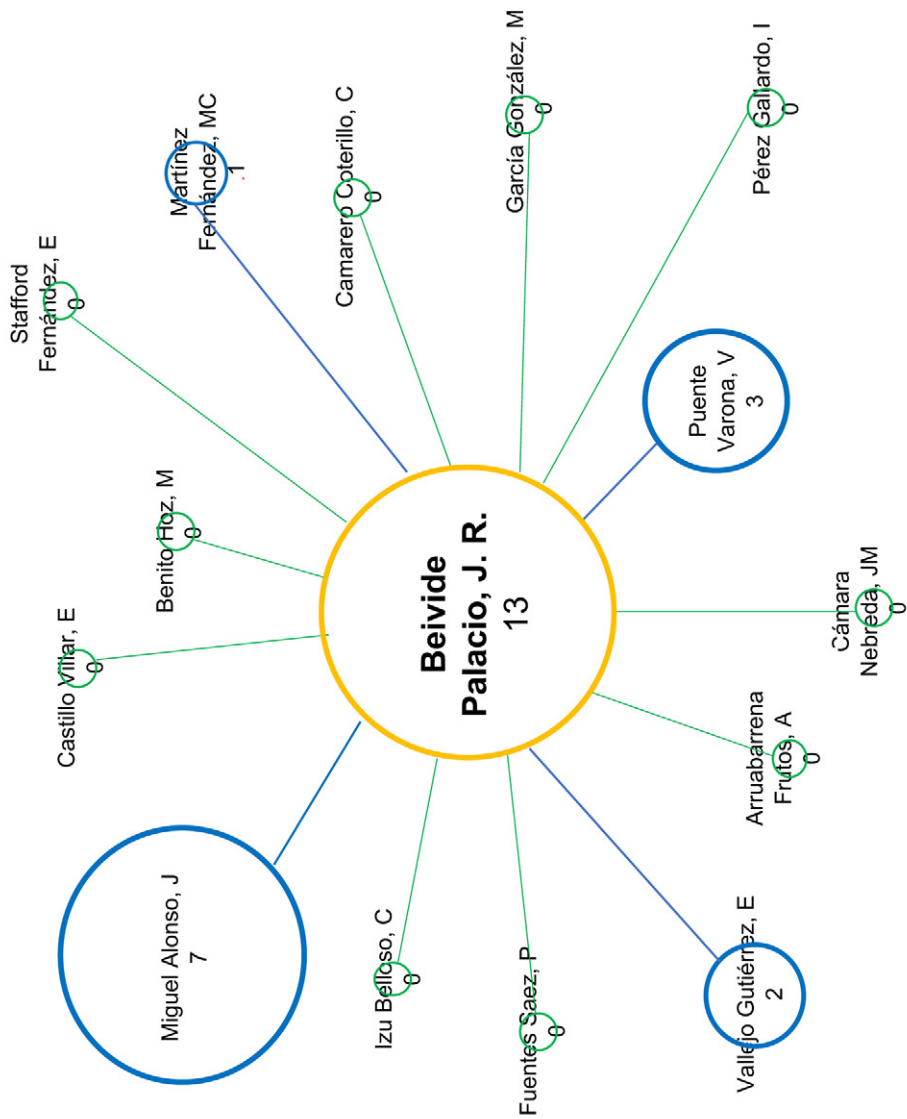 Stafford
Fernández, E
0
Martínez
Fernández, MC
1
Camarero Coterillo, C
0
García González, M
0
Pérez Gallardo, I
0
Castillo Villar, E
0
Benito Hoz, M
0
Beivide
Palacio, J. R.
13
Puente
Varona, V
3
Miguel Alonso, J
7
Izu Belloso, C
0
Fuentes Saez, P
0
Vallejo Gutiérrez, E
2
Arruabarrena
Frutos, A
0
Cámara
Nebreda, JM
0